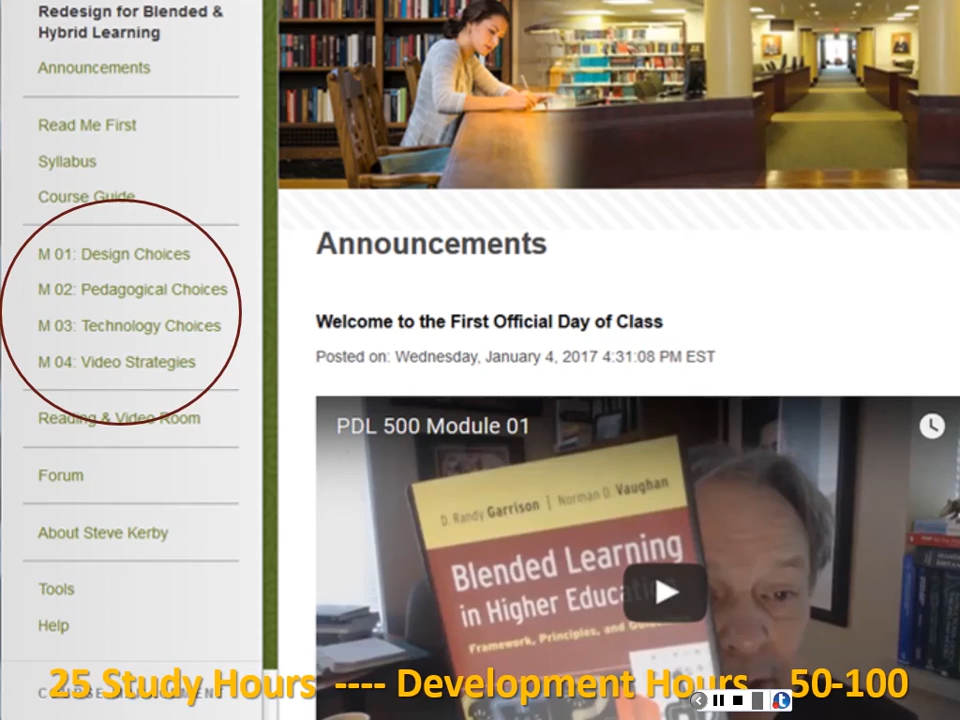 Redesign for Blended &
Hybrid Learning
Announcements
Read Me First
Syllabus
Course Guide
M 01: Design Choices
M 02: Pedagogical Choices
M 03: Technology Choices
M 04: Video Strategies
Reading & Video Room
Forum
About Steve Kerby
Tools
Help
Announcements
Welcome to the First Official Day of Class
Posted on: Wednesday, January 4, 2017 4:31:08 PM EST
PDL 500 Module 01
D. Randy Garrison | Norman D. Vaughan
Blended Learning
in Higher
Framework, Principles, and
25 Study Hours ---- Development Hours 50-100